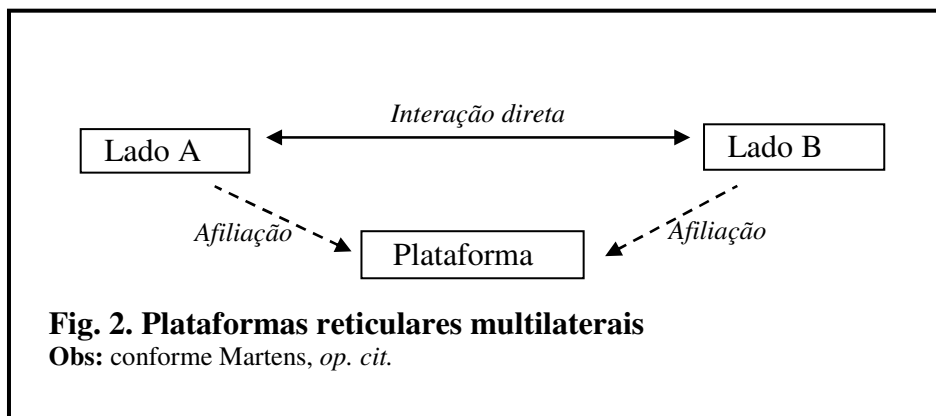 Interação direta
Lado A
Lado B
Afiliação
Afiliação
Plataforma
Fig. 2. Plataformas reticulares multilaterais
Obs: conforme Martens, op. cit.